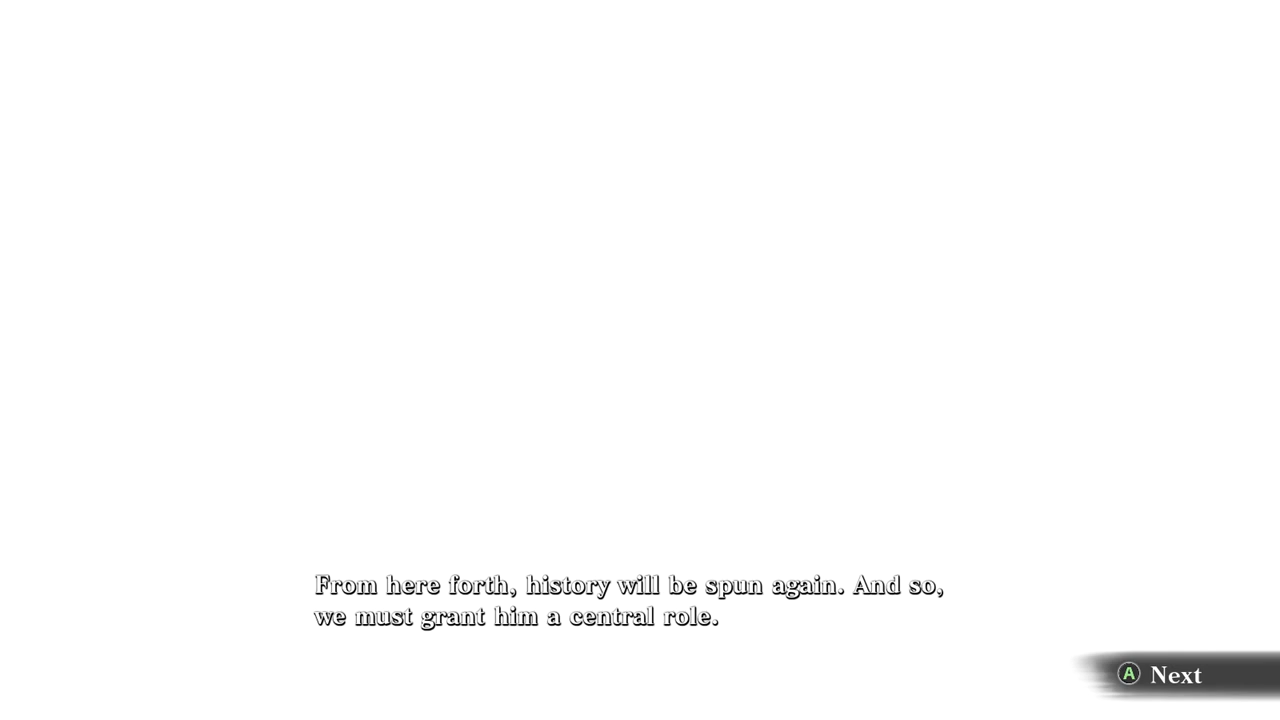 From here forth, history will be spun again. And so,
we must grant him a central role.
A Next